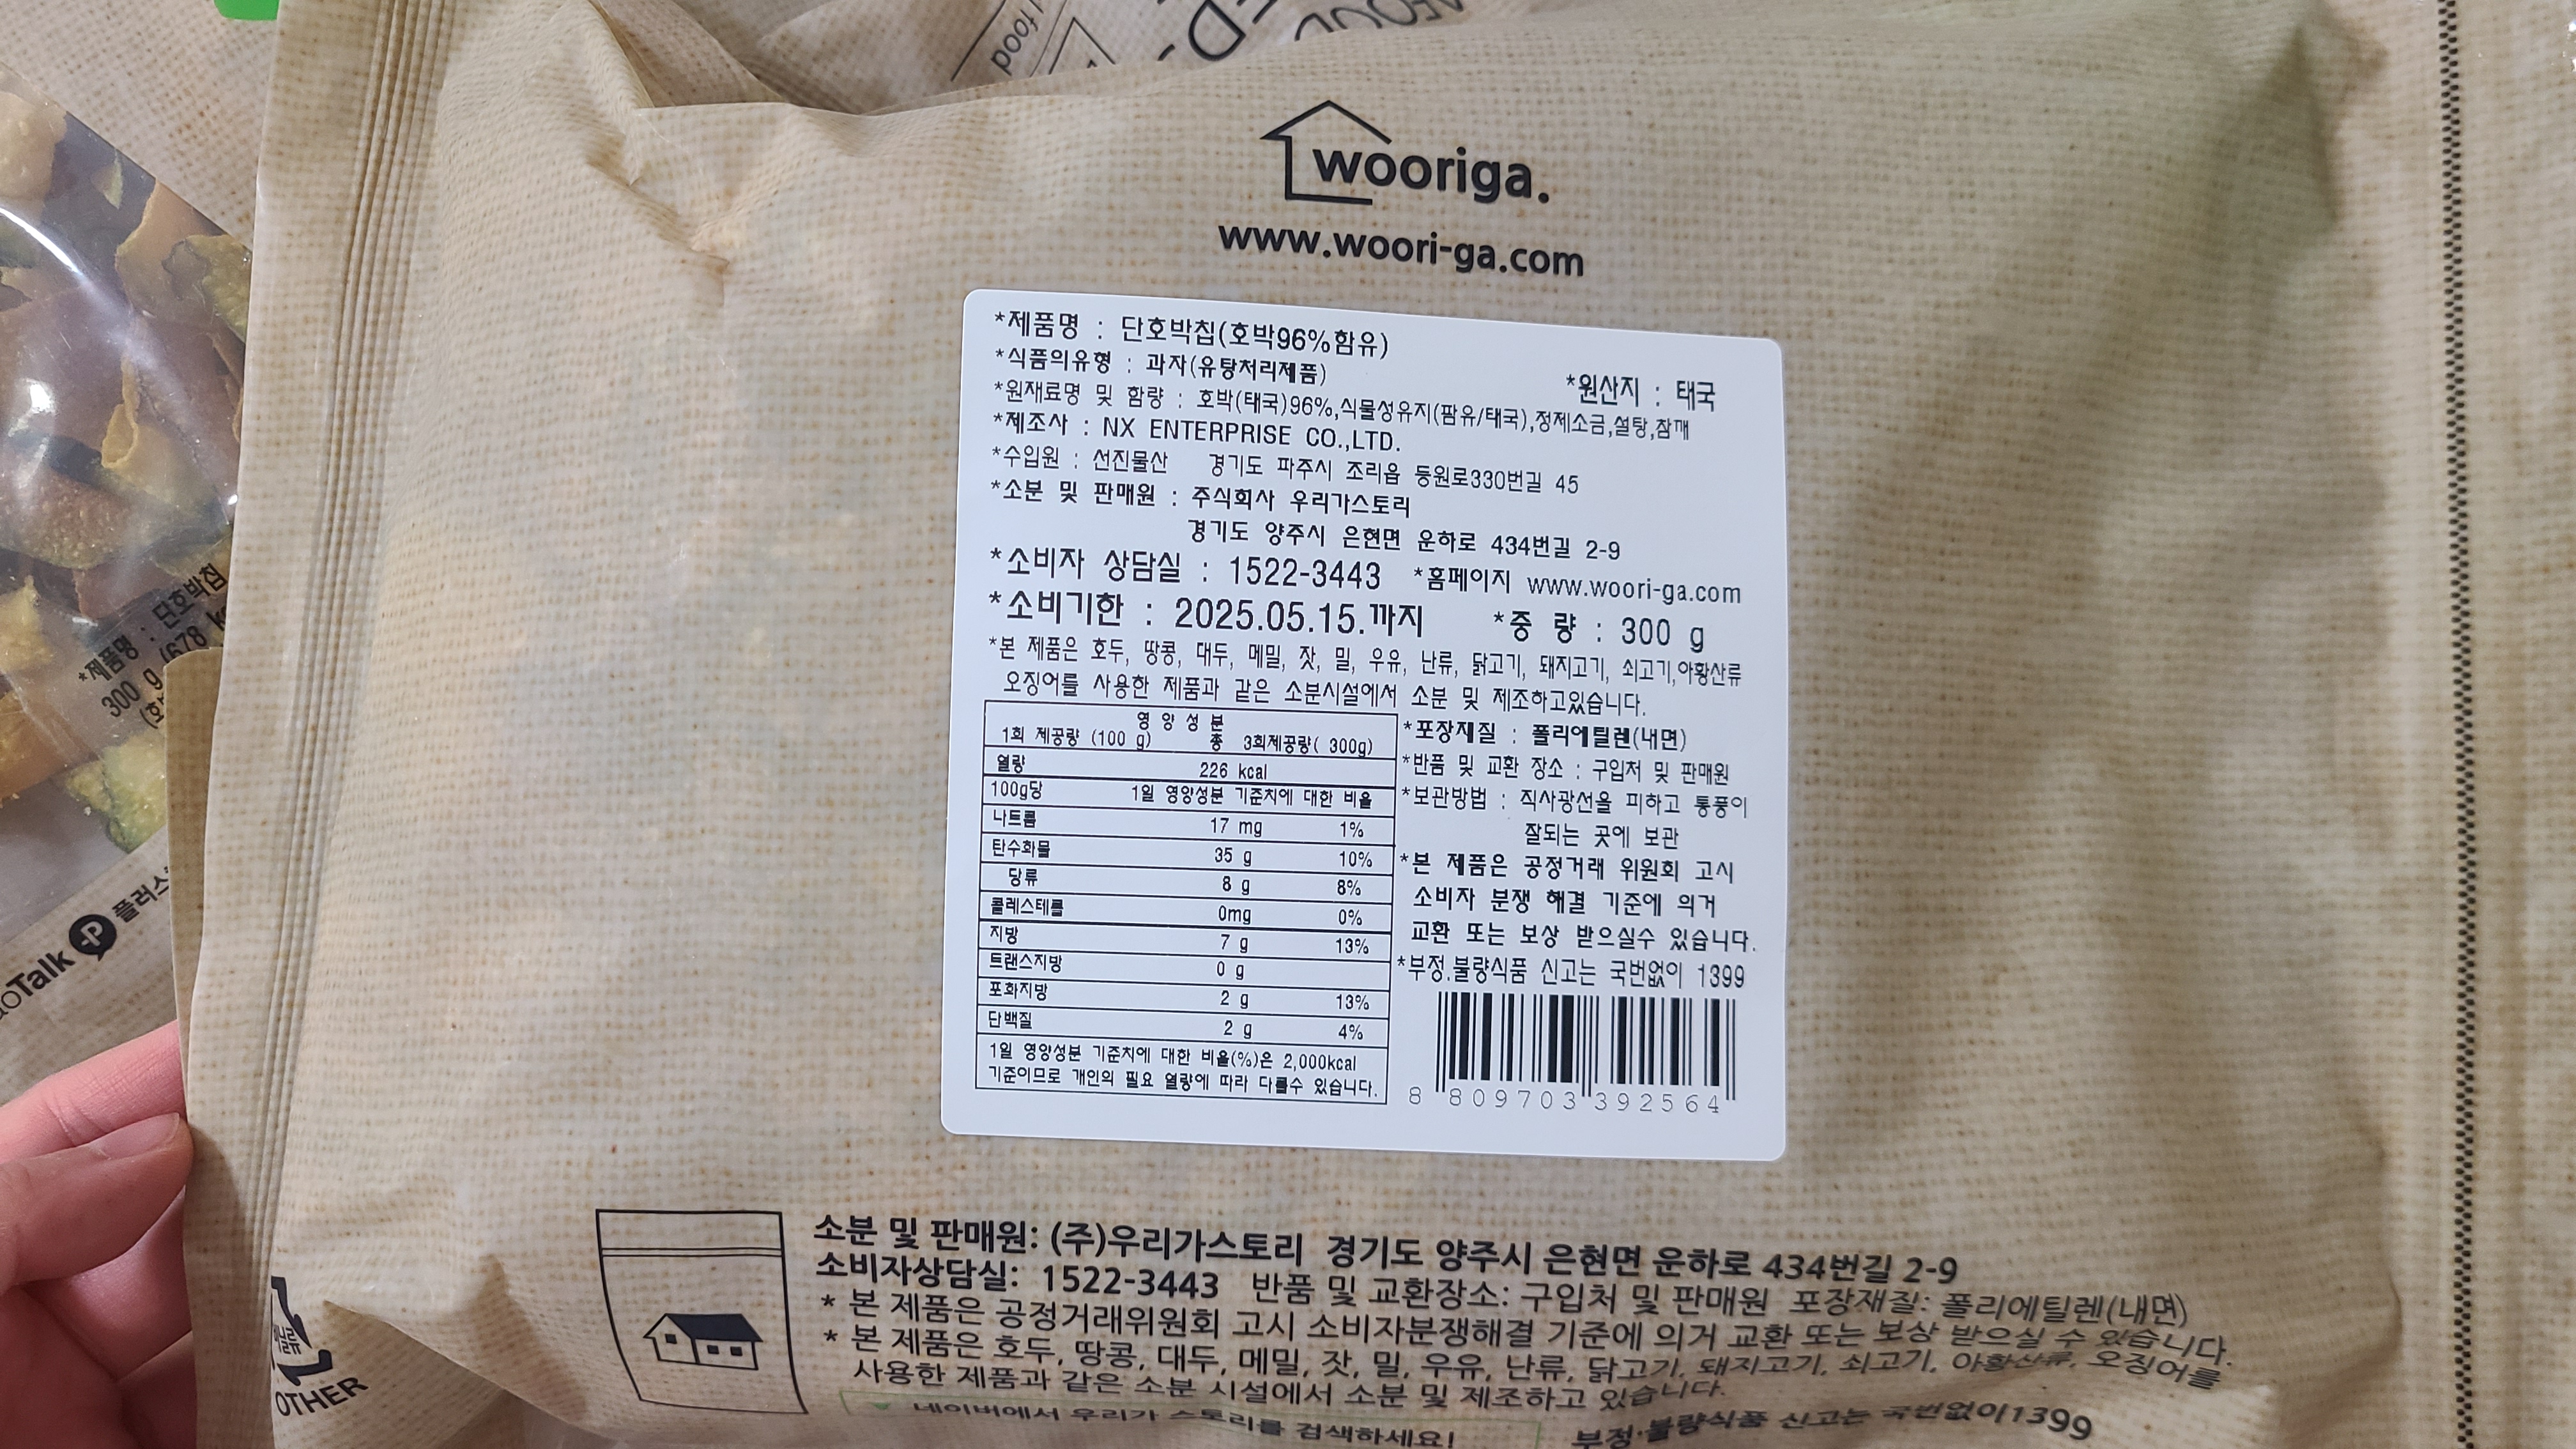 food
wooriga.
www.woori-ga.com
*제품명 : 단호박칩(호박96%함유)
*식품의유형 : 과자(유탕처리제품) *원산지 : 태국
*원재료명 및 함량 : 호박(태국)96%,식물성유지(팜유/태국),정제소금,설탕,참깨
*제조사 : NX ENTERPRISE CO.,LTD.
*수입원 : 선진물산 경기도 파주시 조리읍 등원로330번길 45
*소분 및 판매원 : 주식회사 우리가스토리
경기도 양주시 은현면 운하로 434번길 2-9
*소비자 상담실 : 1522-3443 *홈페이지 www.woori-ga.com
*소비기한 : 2025.05.15.까지 *중 량 : 300 g
*본 제품은 호두, 땅콩, 대두, 메밀, 잣, 밀, 우유, 난류, 닭고기, 돼지고기, 쇠고기,아황산류
오징어를 사용한 제품과 같은 소분시설에서 소분 및 제조하고있습니다.
영 양 성 분
1회 제공량 (100 g) 총 3회제공량( 300g)
열량 226 kcal
100g당 1일 영양성분 기준치에 대한 비율
나트륨 17 mg 1%
탄수화물 35 g 10%
당류 8 g 8%
콜레스테롤 0mg 0%
지방 7 g 13%
트랜스지방 0 g
포화지방 2 g 13%
단백질 2 g 4%
1일 영양성분 기준치에 대한 비율(%)은 2,000kcal
기준이므로 개인의 필요 열량에 따라 다를수 있습니다.
*포장재질 : 폴리에틸렌(내면)
*반품 및 교환 장소 : 구입처 및 판매원
*보관방법 : 직사광선을 피하고 통풍이
잘되는 곳에 보관
*본 제품은 공정거래 위원회 고시
소비자 분쟁 해결 기준에 의거
교환 또는 보상 받으실수 있습니다.
*부정.불량식품 신고는 국번없이 1399
8 809703 392564
*제품명 : 단호박칩
300 g (678 k
Talk P 플러스
OTHER
소분 및 판매원: (주)우리가스토리 경기도 양주시 은현면 운하로 434번길 2-9
소비자상담실: 1522-3443 반품 및 교환장소: 구입처 및 판매원 포장재질: 폴리에틸렌(내면)
* 본 제품은 공정거래위원회 고시 소비자분쟁해결 기준에 의거 교환 또는 보상 받으실 수 있습니다.
* 본 제품은 호두, 땅콩, 대두, 메밀, 잣, 밀, 우유, 난류, 닭고기, 돼지고기, 쇠고기, 아황산류, 오징어를
사용한 제품과 같은 소분 시설에서 소분 및 제조하고 있습니다.
네이버에서 우리가 스토리를 검색하세요!
부정·불량식품 신고는 국번없이1399